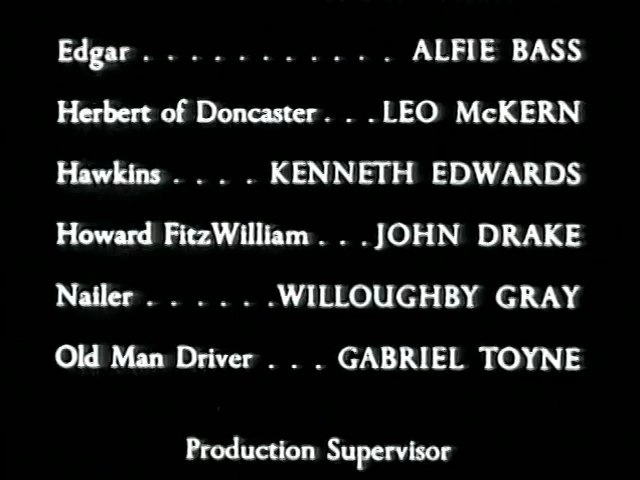 Edgar . . . . . . . . . . . ALFIE BASS
Herbert of Doncaster . . . LEO McKERN
Hawkins . . . . KENNETH EDWARDS
Howard FitzWilliam . . . JOHN DRAKE
Nailer . . . . . . WILLOUGHBY GRAY
Old Man Driver . . . GABRIEL TOYNE
Production Supervisor